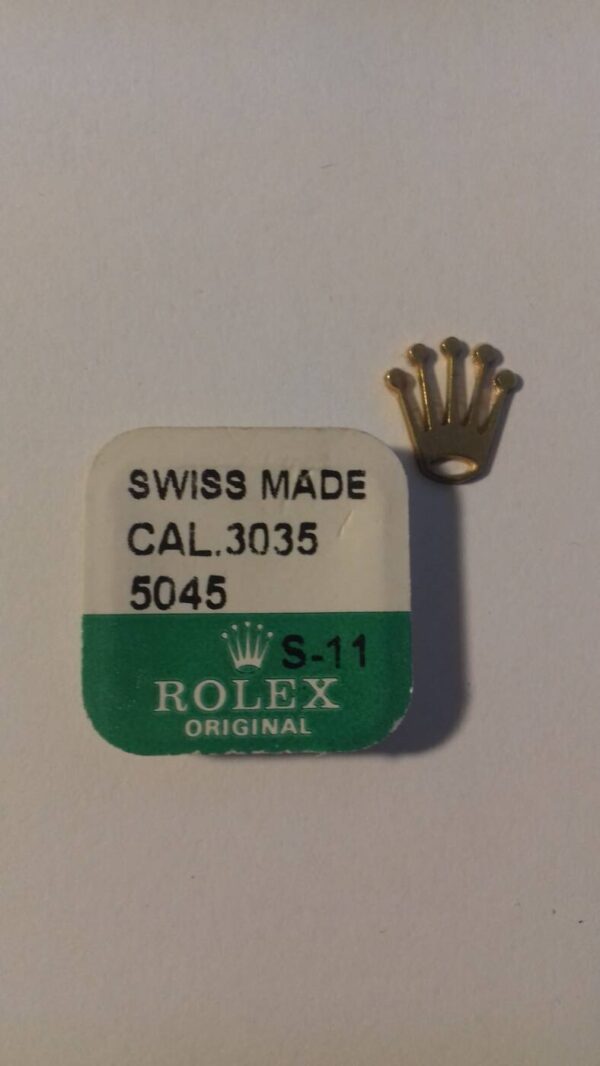 SWISS MADE
CAL.3035
5045
S-11
ROLEX
ORIGINAL